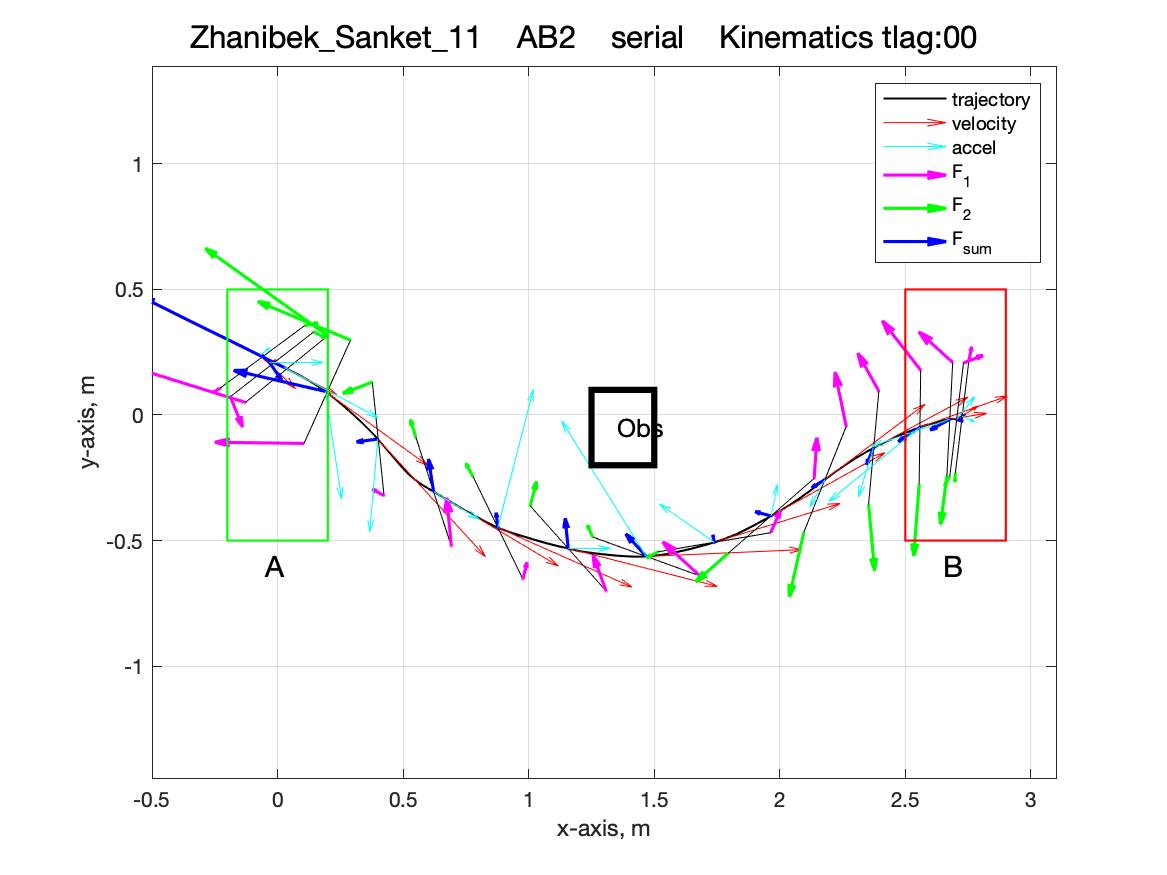 Zhanibek_Sanket_11 AB2 serial Kinematics tlag:00
trajectory
velocity
accel
F1
F2
Fsum
1
0.5
0
-0.5
-1
y-axis, m
Obs
A
B
-0.5 0 0.5 1 1.5 2 2.5 3
x-axis, m